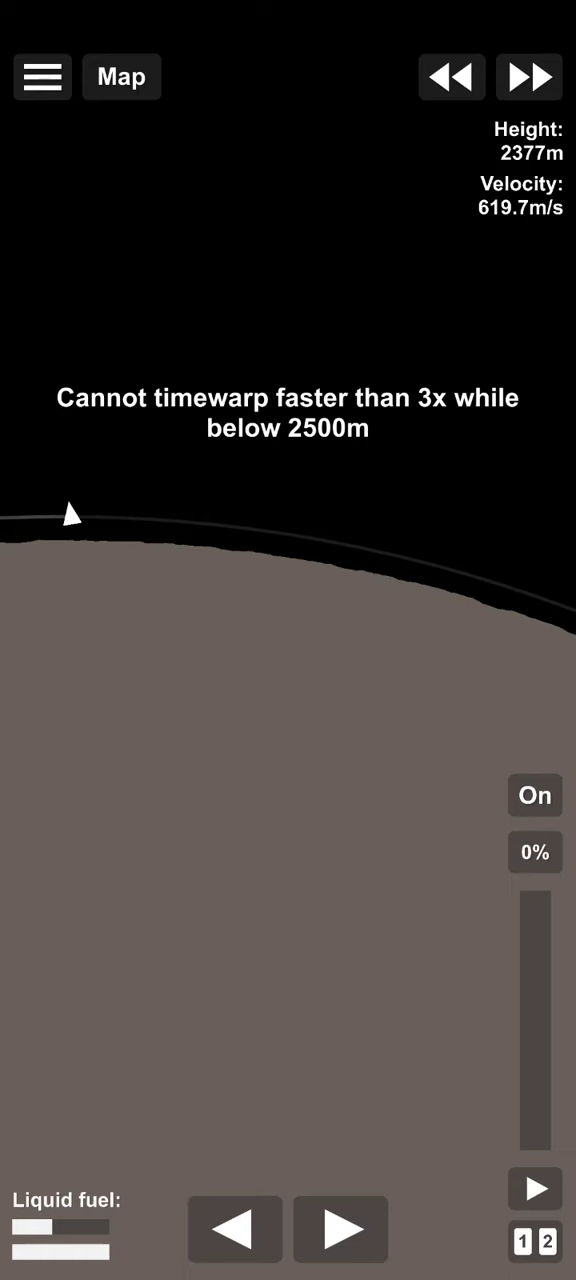 Map
Height:
2377m
Velocity:
619.7m/s
Cannot timewarp faster than 3x while
below 2500m
On
0%
Liquid fuel:
1 2